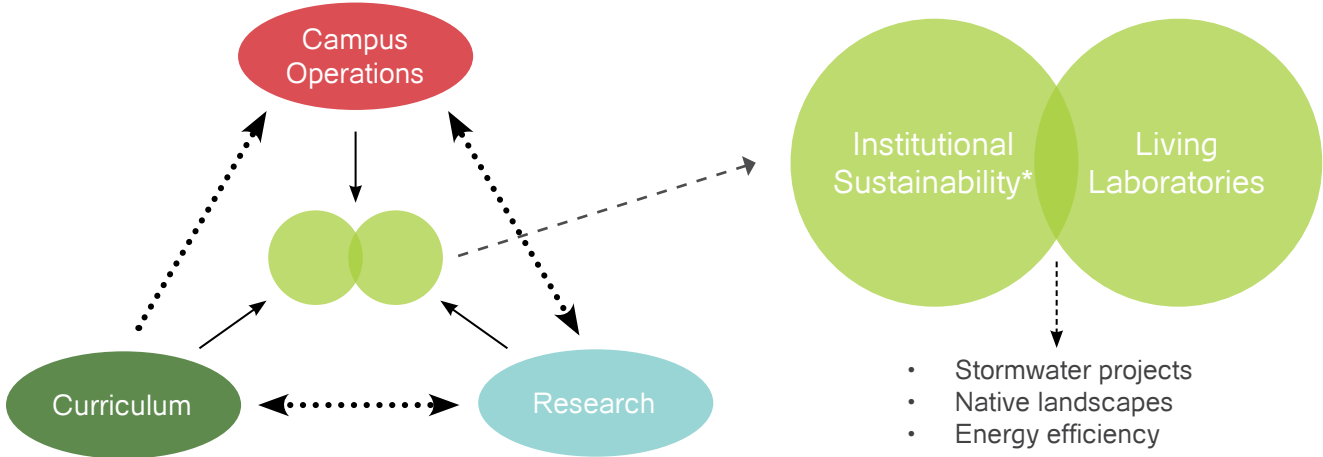 Campus
Operations
Institutional
Sustainability*
Living
Laboratories
Curriculum
Research
• Stormwater projects
• Native landscapes
• Energy efficiency